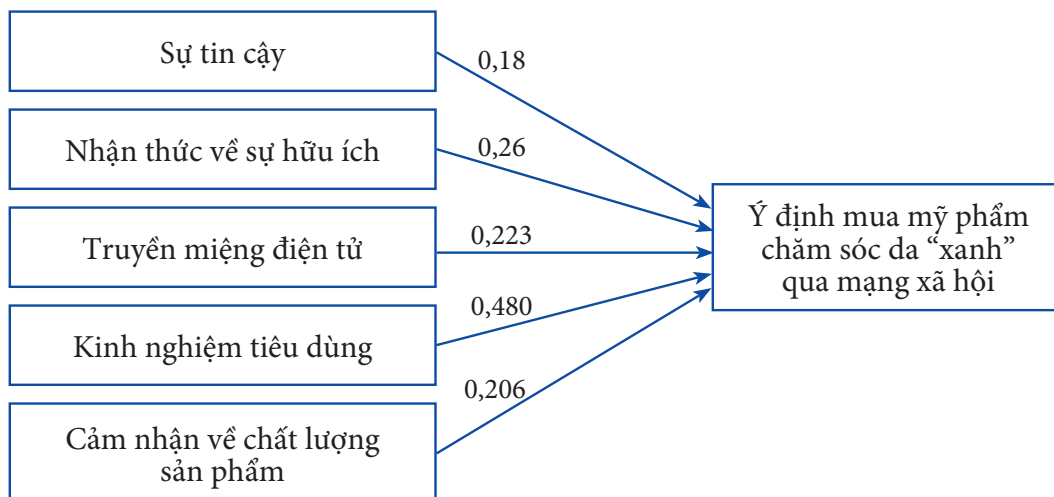 Sự tin cậy
0,18
Nhận thức về sự hữu ích
0,26
Truyền miệng điện tử
0,223
Kinh nghiệm tiêu dùng
0,480
Cảm nhận về chất lượng
sản phẩm
0,206
Ý định mua mỹ phẩm
chăm sóc da “xanh”
qua mạng xã hội